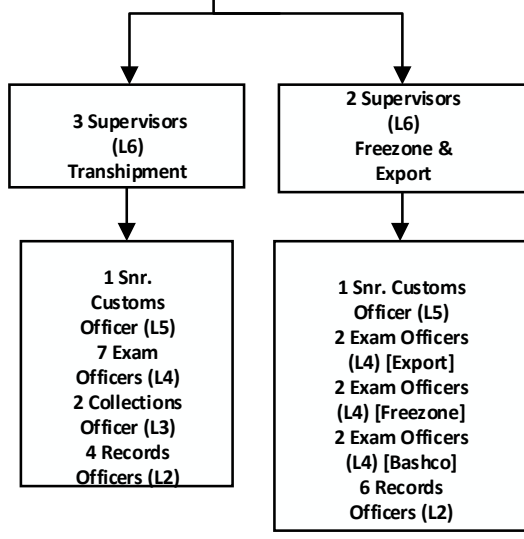 3 Supervisors
(L6)
Transhipment
2 Supervisors
(L6)
Freezone &
Export
1 Snr.
Customs
Officer (L5)
7 Exam
Officers (L4)
2 Collections
Officer (L3)
4 Records
Officers (L2)
1 Snr. Customs
Officer (L5)
2 Exam Officers
(L4) [Export]
2 Exam Officers
(L4) [Freezone]
2 Exam Officers
(L4) [Bashco]
6 Records
Officers (L2)